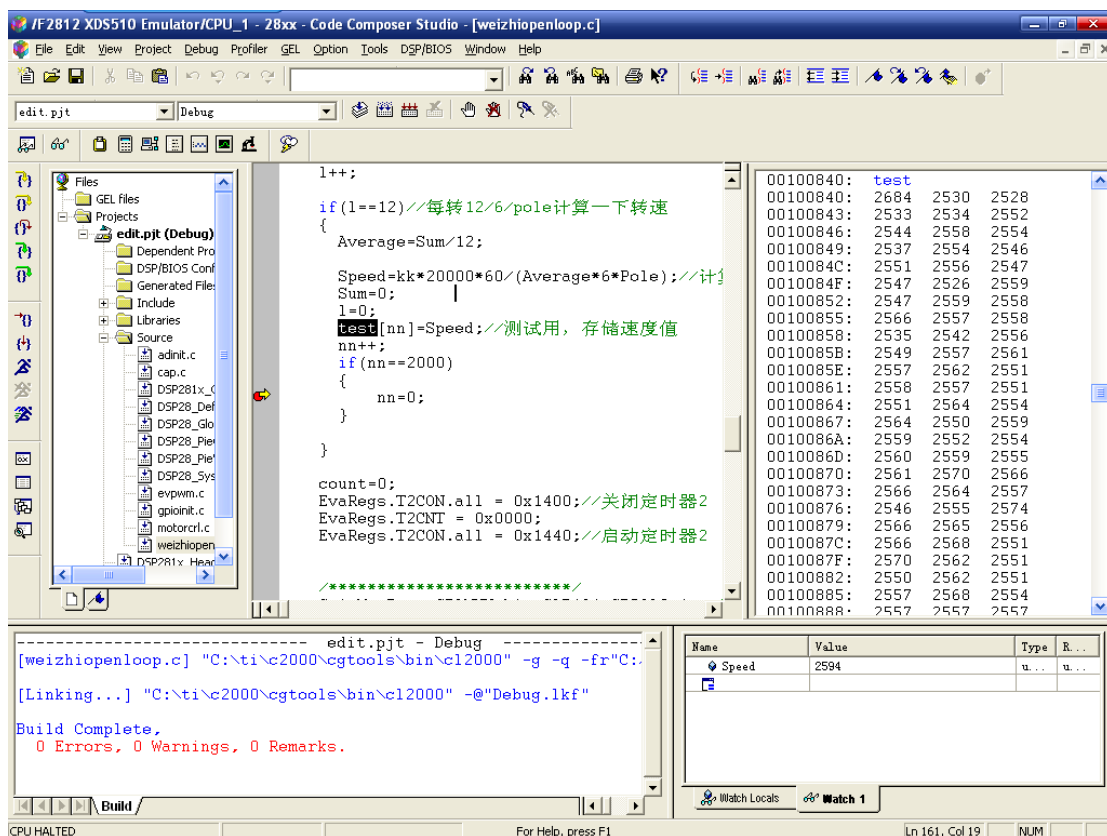 /F2812 XDS510 Emulator/CPU_1 - 28xx - Code Composer Studio - [weizhiopenloop.c]
File Edit View Project Debug Profiler GEL Option Tools DSP/BIOS Window Help
edit.pjt Debug
Files
GEL files
Projects
edit.pjt (Debug)
Dependent Pro
DSP/BIOS Conf
Generated File
Include
Libraries
Source
adinit.c
cap.c
DSP281x_
DSP28_Def
DSP28_Glo
DSP28_Pie
DSP28_Pie
DSP28_Sys
evpwm.c
gpioinit.c
motorcrl.c
weizhiopen
DSP281x_Head
l++;
if(l==12)//每转12/6/pole计算一下转速
{
Average=Sum/12;
Speed=kk*20000*60/(Average*6*Pole);//计
Sum=0;
l=0;
test[nn]=Speed;//测试用，存储速度值
nn++;
if(nn==2000)
{
nn=0;
}
}
count=0;
EvaRegs.T2CON.all = 0x1400;//关闭定时器2
EvaRegs.T2CNT = 0x0000;
EvaRegs.T2CON.all = 0x1440;//启动定时器2
/*************************/
00100840: test
00100840: 2684 2530 2528
00100843: 2533 2534 2552
00100846: 2544 2558 2554
00100849: 2537 2554 2546
0010084C: 2551 2556 2547
0010084F: 2547 2526 2559
00100852: 2547 2559 2558
00100855: 2566 2557 2558
00100858: 2535 2542 2556
0010085B: 2549 2557 2561
0010085E: 2557 2562 2551
00100861: 2558 2557 2551
00100864: 2551 2564 2554
00100867: 2564 2550 2559
0010086A: 2559 2552 2554
0010086D: 2560 2559 2555
00100870: 2561 2570 2566
00100873: 2566 2564 2557
00100876: 2546 2555 2574
00100879: 2566 2565 2556
0010087C: 2566 2568 2551
0010087F: 2570 2562 2551
00100882: 2550 2562 2551
00100885: 2557 2568 2554
00100888: 2557 2557 2557
------------------------------- edit.pjt - Debug ---------------
[weizhiopenloop.c] "C:\ti\c2000\cgtools\bin\cl2000" -g -q -fr"C:
[Linking...] "C:\ti\c2000\cgtools\bin\cl2000" -@"Debug.lkf"
Build Complete,
0 Errors, 0 Warnings, 0 Remarks.
Build
Name Value Type R...
Speed 2594 u... u...
Watch Locals Watch 1
CPU HALTED For Help, press F1 Ln 161, Col 19 NUM